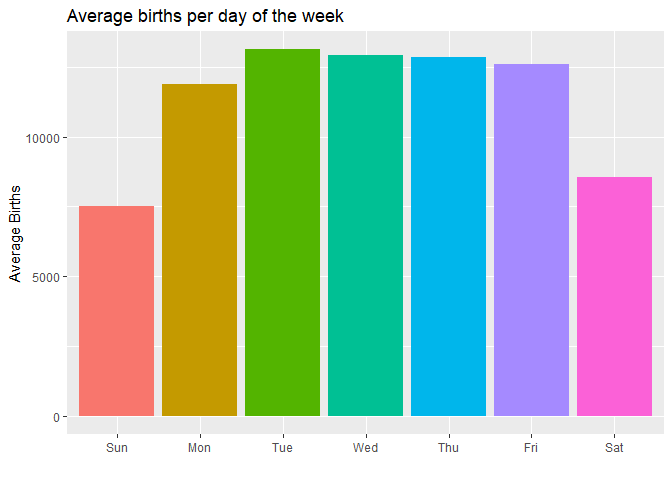 Average births per day of the week
Average Births
10000
5000
0
Sun Mon Tue Wed Thu Fri Sat